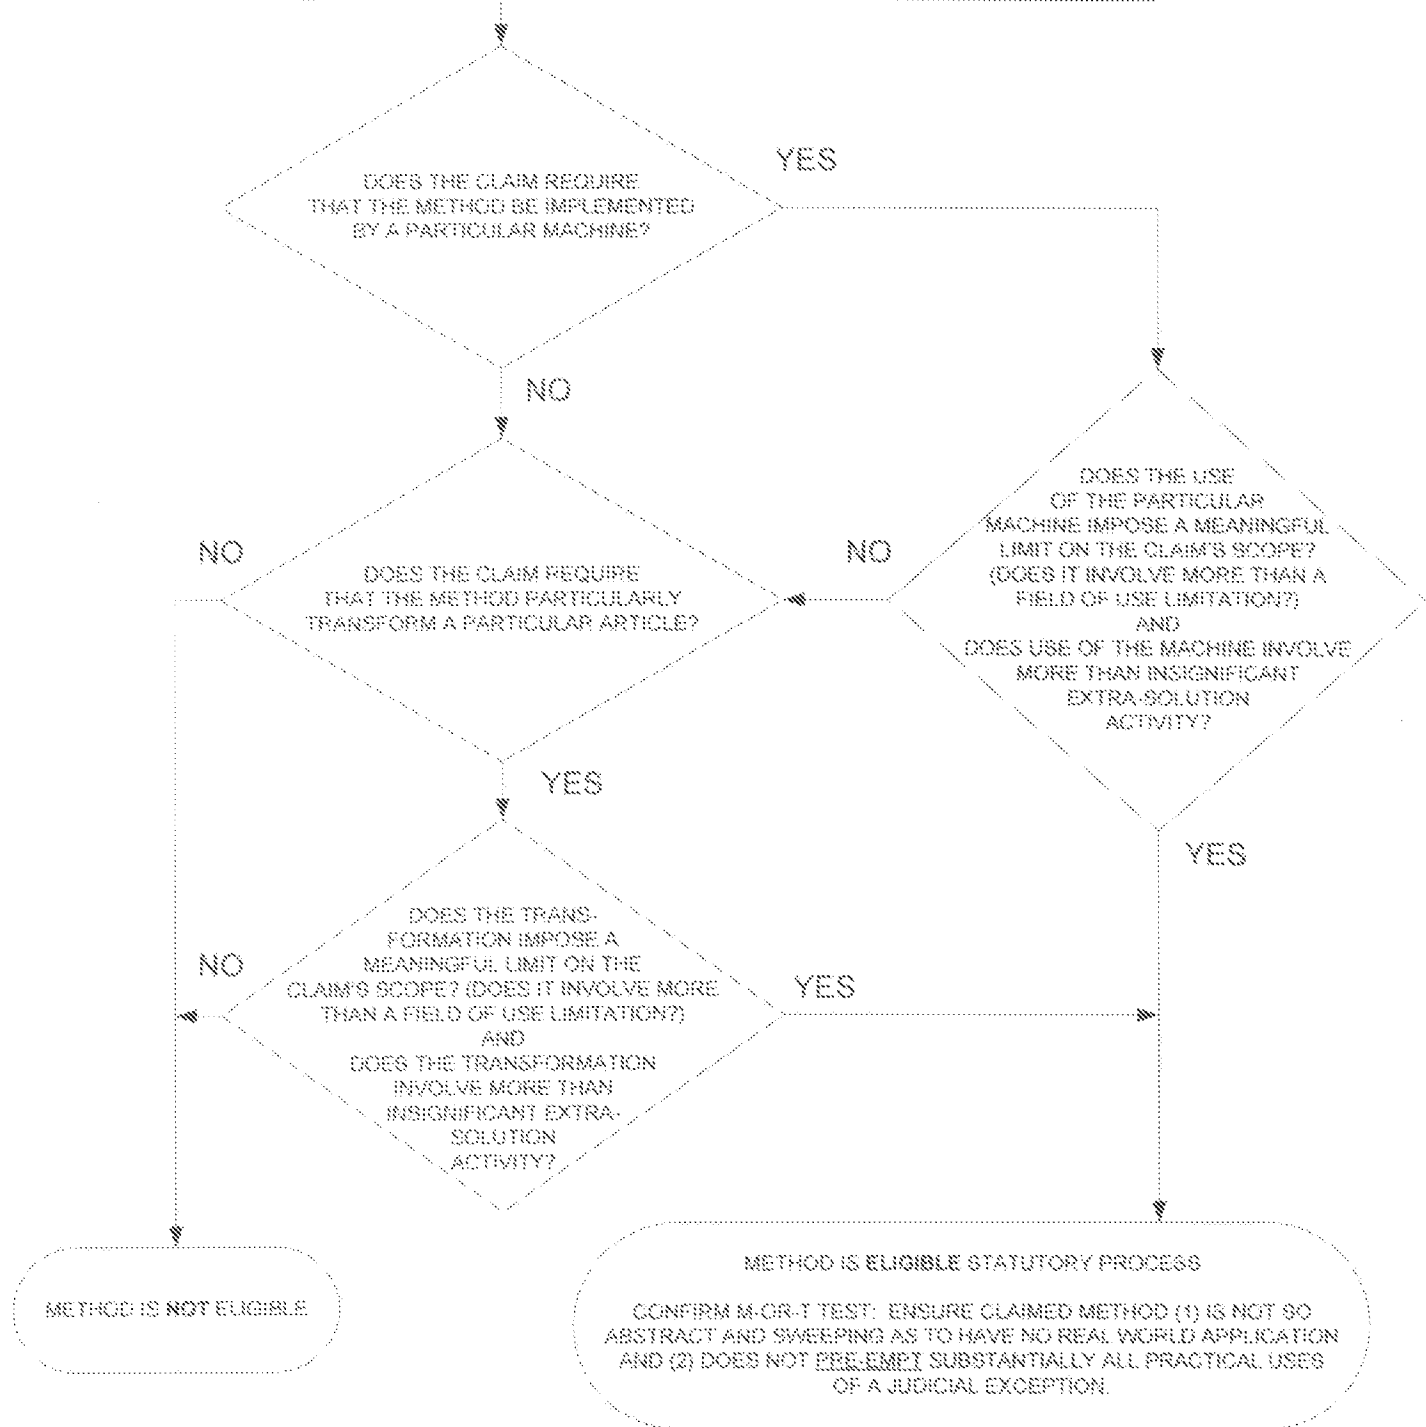 DOES THE CLAIM REQUIRE
THAT THE METHOD BE IMPLEMENTED
BY A PARTICULAR MACHINE?
YES
NO
DOES THE USE
OF THE PARTICULAR
MACHINE IMPOSE A MEANINGFUL
LIMIT ON THE CLAIM'S SCOPE?
(DOES IT INVOLVE MORE THAN A
FIELD OF USE LIMITATION?)
AND
DOES USE OF THE MACHINE INVOLVE
MORE THAN INSIGNIFICANT
EXTRA-SOLUTION
ACTIVITY?
NO
YES
DOES THE CLAIM REQUIRE
THAT THE METHOD PARTICULARLY
TRANSFORM A PARTICULAR ARTICLE?
NO
YES
DOES THE TRANS-
FORMATION IMPOSE A
MEANINGFUL LIMIT ON THE
CLAIM'S SCOPE? (DOES IT INVOLVE MORE
THAN A FIELD OF USE LIMITATION?)
AND
DOES THE TRANSFORMATION
INVOLVE MORE THAN
INSIGNIFICANT EXTRA-
SOLUTION
ACTIVITY?
NO
YES
METHOD IS NOT ELIGIBLE
METHOD IS ELIGIBLE STATUTORY PROCESS
CONFIRM M-OR-T TEST: ENSURE CLAIMED METHOD (1) IS NOT SO
ABSTRACT AND SWEEPING AS TO HAVE NO REAL WORLD APPLICATION
AND (2) DOES NOT PRE-EMPT SUBSTANTIALLY ALL PRACTICAL USES
OF A JUDICIAL EXCEPTION.